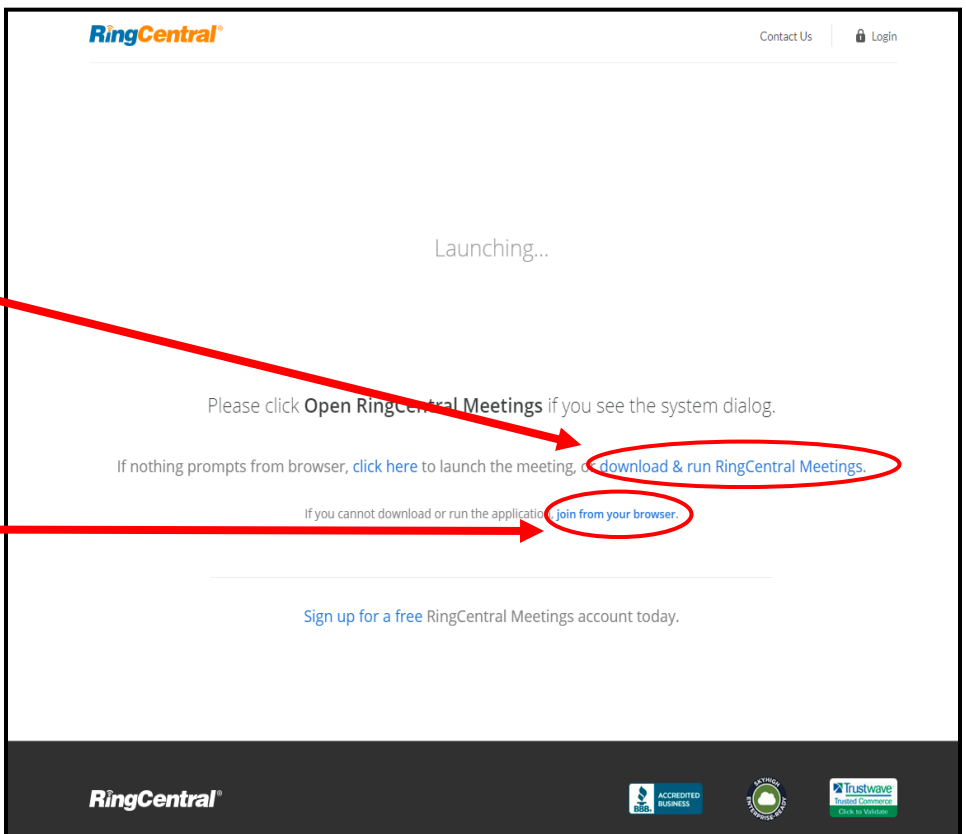 RingCentral®
Contact Us
Login
Launching...
Please click Open RingCentral Meetings if you see the system dialog.
If nothing prompts from browser, click here to launch the meeting, or download & run RingCentral Meetings.
If you cannot download or run the application, join from your browser.
Sign up for a free RingCentral Meetings account today.
RingCentral®
BBB.
ACCREDITED
BUSINESS
SKYHIGH
ENTERPRISE-READY
Trustwave®
Trusted Commerce
Click to Validate